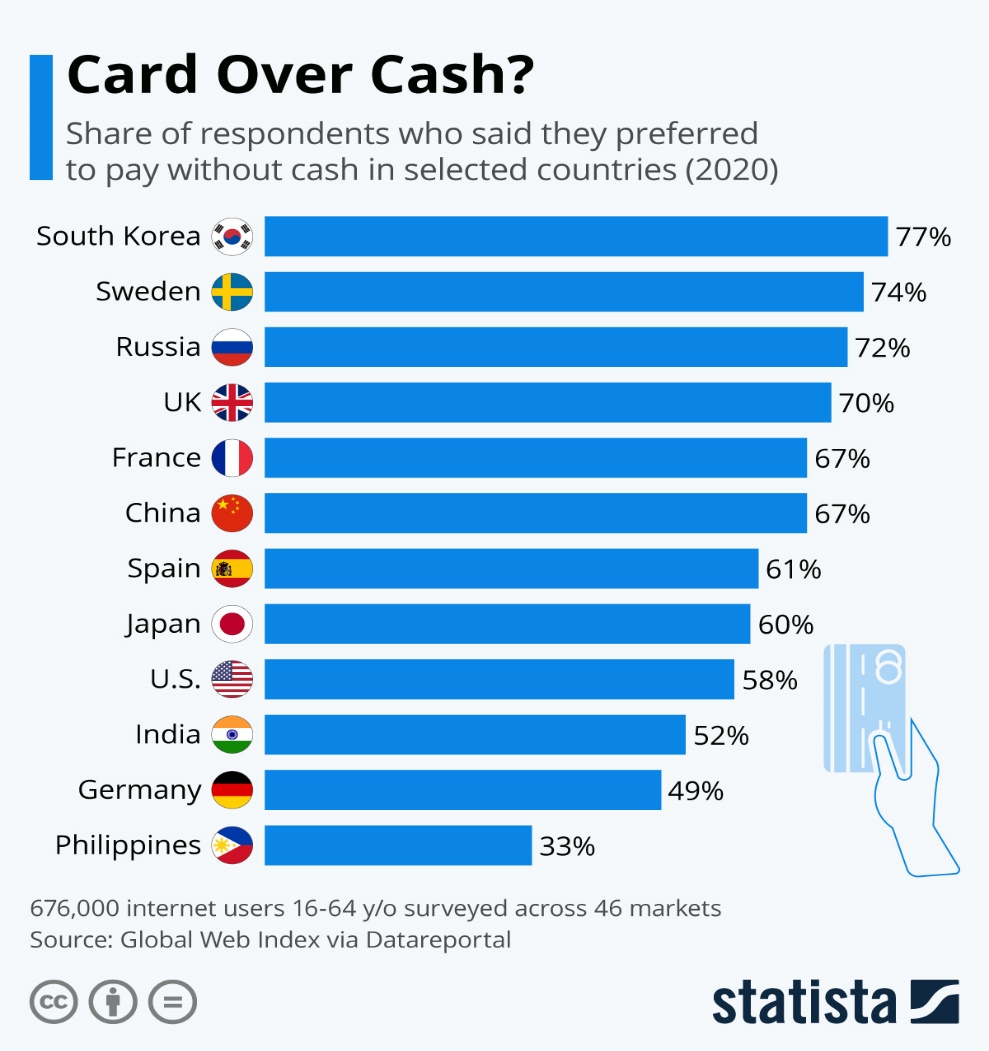 Card Over Cash?
Share of respondents who said they preferred
to pay without cash in selected countries (2020)
South Korea 77%
Sweden 74%
Russia 72%
UK 70%
France 67%
China 67%
Spain 61%
Japan 60%
U.S. 58%
India 52%
Germany 49%
Philippines 33%
676,000 internet users 16-64 y/o surveyed across 46 markets
Source: Global Web Index via Datareportal
cc = statista